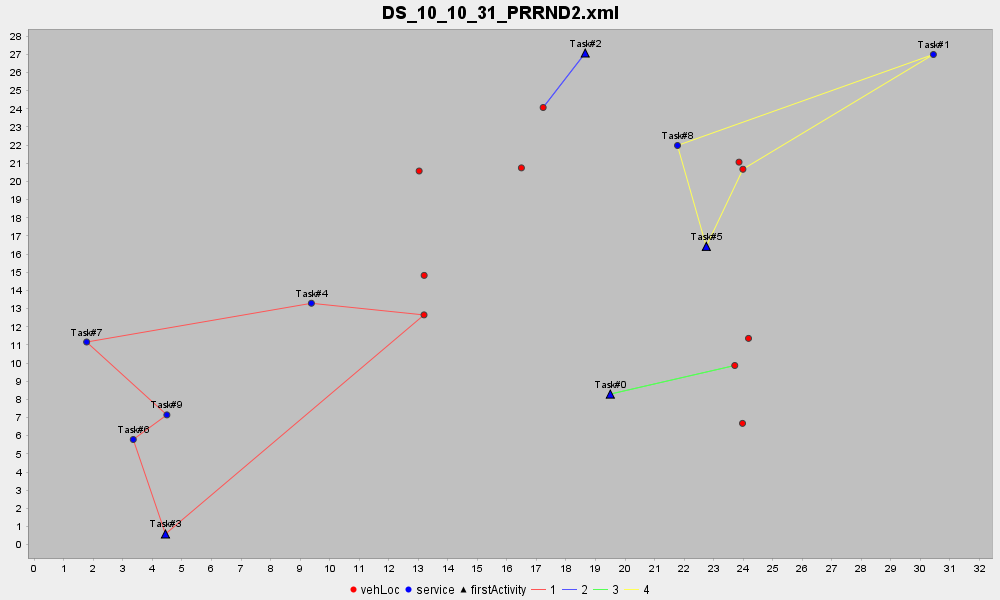 DS_10_10_31_PRRND2.xml
28
27
26
25
24
23
22
21
20
19
18
17
16
15
14
13
12
11
10
9
8
7
6
5
4
3
2
1
0
Task#2
Task#1
Task#8
Task#5
Task#4
Task#7
Task#0
Task#9
Task#6
Task#3
0 1 2 3 4 5 6 7 8 9 10 11 12 13 14 15 16 17 18 19 20 21 22 23 24 25 26 27 28 29 30 31 32
vehLoc service firstActivity 1 2 3 4